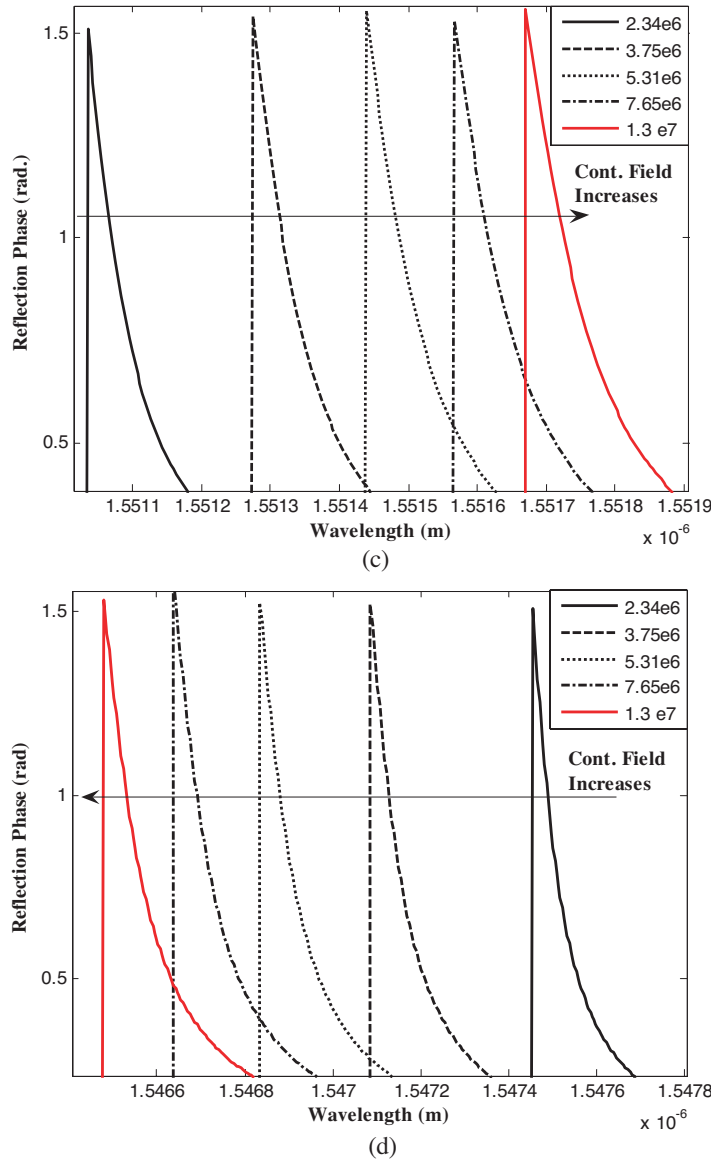 1.5
1
0.5
Reflection Phase (rad.)
2.34e6
3.75e6
5.31e6
7.65e6
1.3 e7
Cont. Field
Increases
1.5511 1.5512 1.5513 1.5514 1.5515 1.5516 1.5517 1.5518 1.5519
Wavelength (m)
x 10-6
(c)
1.5
1
0.5
Reflection Phase (rad)
2.34e6
3.75e6
5.31e6
7.65e6
1.3 e7
Cont. Field
Increases
1.5466 1.5468 1.547 1.5472 1.5474 1.5476 1.5478
Wavelength (m)
x 10-6
(d)